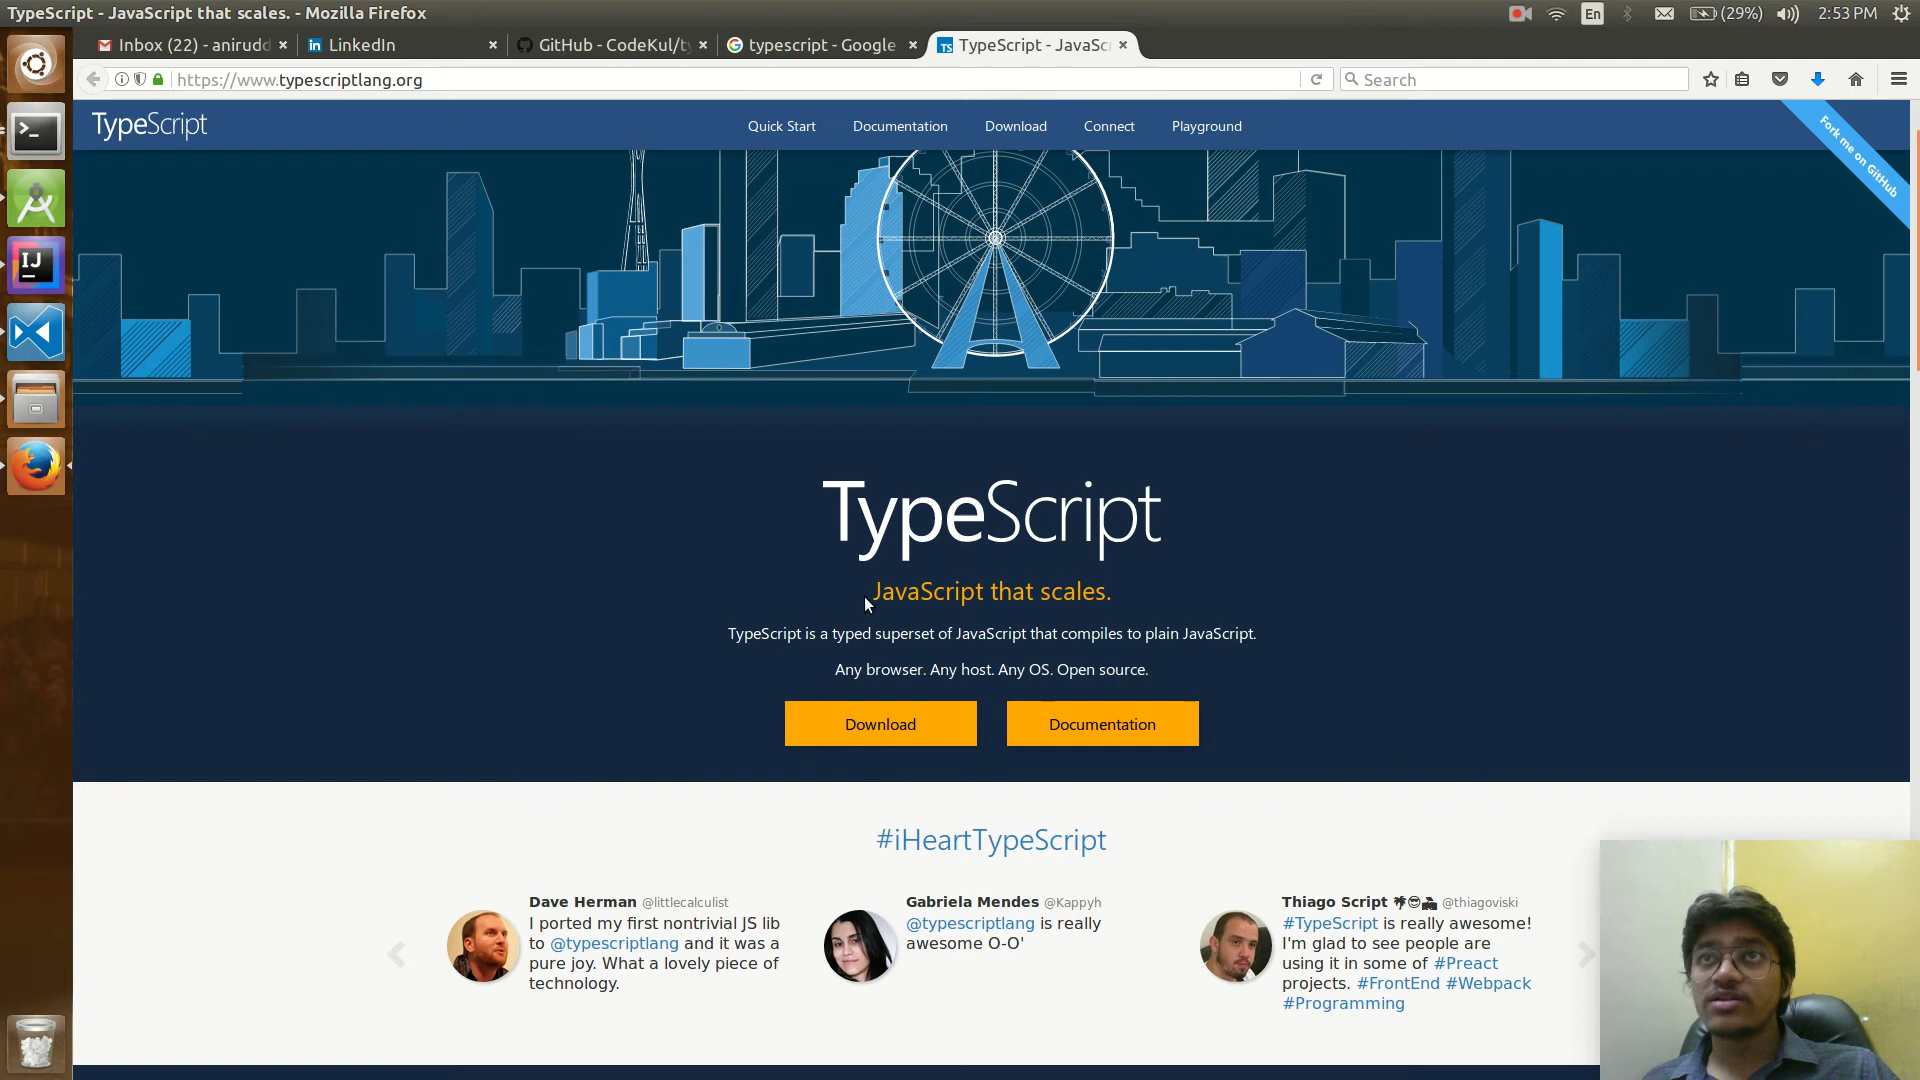 TypeScript - JavaScript that scales. - Mozilla Firefox
En
(29%)
2:53 PM
Inbox (22) - anirudd
LinkedIn
GitHub - CodeKul/ty
typescript - Google
TS
TypeScript - JavaSc
https://www.typescriptlang.org
Search
TypeScript
Quick Start
Documentation
Download
Connect
Playground
Fork me on GitHub
IJ
TypeScript
JavaScript that scales.
TypeScript is a typed superset of JavaScript that compiles to plain JavaScript.
Any browser. Any host. Any OS. Open source.
Download
Documentation
#iHeartTypeScript
Dave Herman @littlecalculist
I ported my first nontrivial JS lib
to @typescriptlang and it was a
pure joy. What a lovely piece of
technology.
Gabriela Mendes @Kappyh
@typescriptlang is really
awesome O-O'
Thiago Script 🌴😎🏊 @thiagoviski
#TypeScript is really awesome!
I'm glad to see people are
using it in some of #Preact
projects. #FrontEnd #Webpack
#Programming